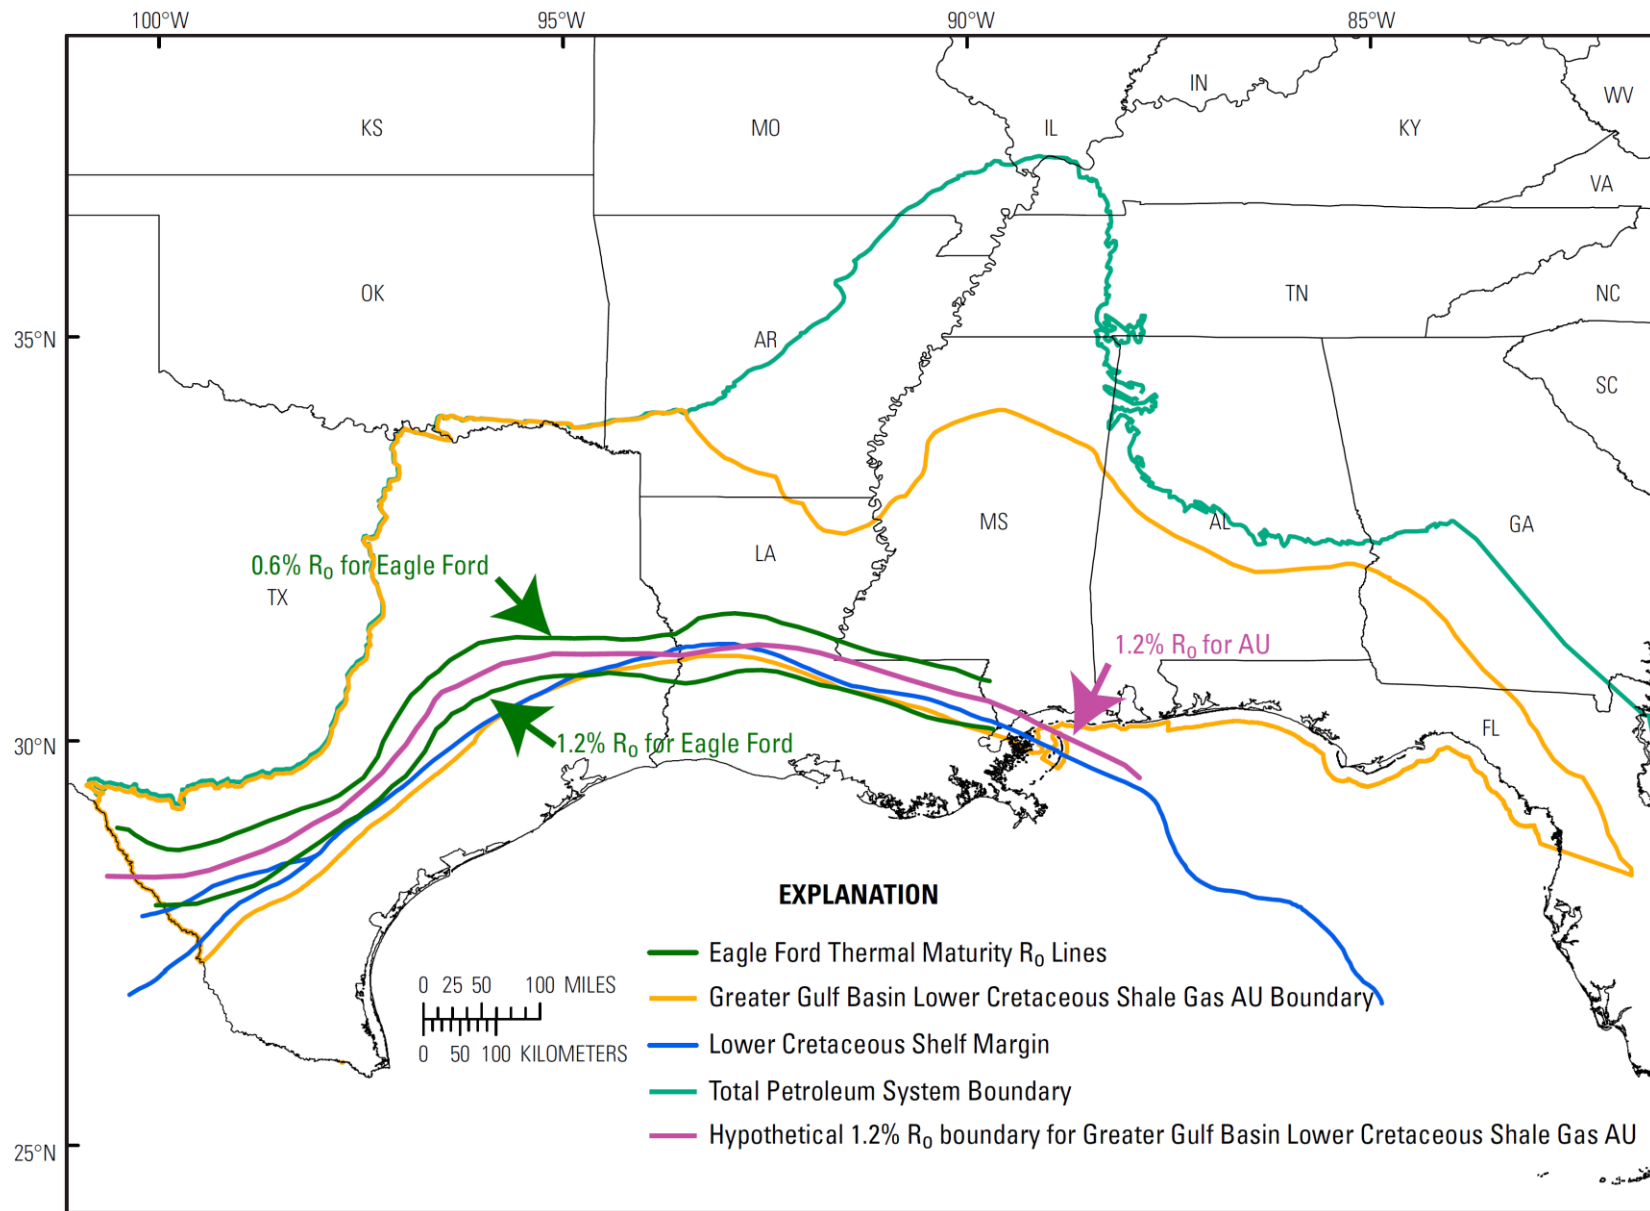 100°W 95°W 90°W 85°W
IN
WV
KS MO IL KY
VA
OK TN NC
35°N
AR
SC
MS AL GA
LA
0.6% R₀ for Eagle Ford
TX
1.2% R₀ for AU
FL
30°N
1.2% R₀ for Eagle Ford
EXPLANATION
Eagle Ford Thermal Maturity R₀ Lines
0 25 50 100 MILES
Greater Gulf Basin Lower Cretaceous Shale Gas AU Boundary
Lower Cretaceous Shelf Margin
0 50 100 KILOMETERS
Total Petroleum System Boundary
Hypothetical 1.2% R₀ boundary for Greater Gulf Basin Lower Cretaceous Shale Gas AU
25°N